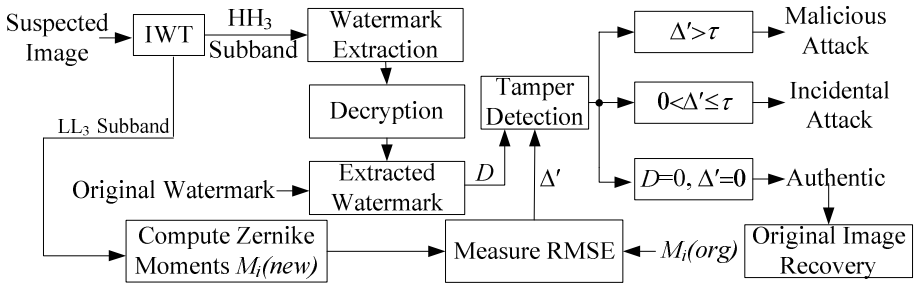 Suspected
Image
IWT
HH₃
Subband
Watermark
Extraction
Decryption
LL₃ Subband
Original Watermark
Extracted
Watermark
D
Tamper
Detection
Δ′
Δ′>τ
Malicious
Attack
0<Δ′≤τ
Incidental
Attack
D=0, Δ′=0
Authentic
Compute Zernike
Moments Mᵢ(new)
Measure RMSE
Mᵢ(org)
Original Image
Recovery